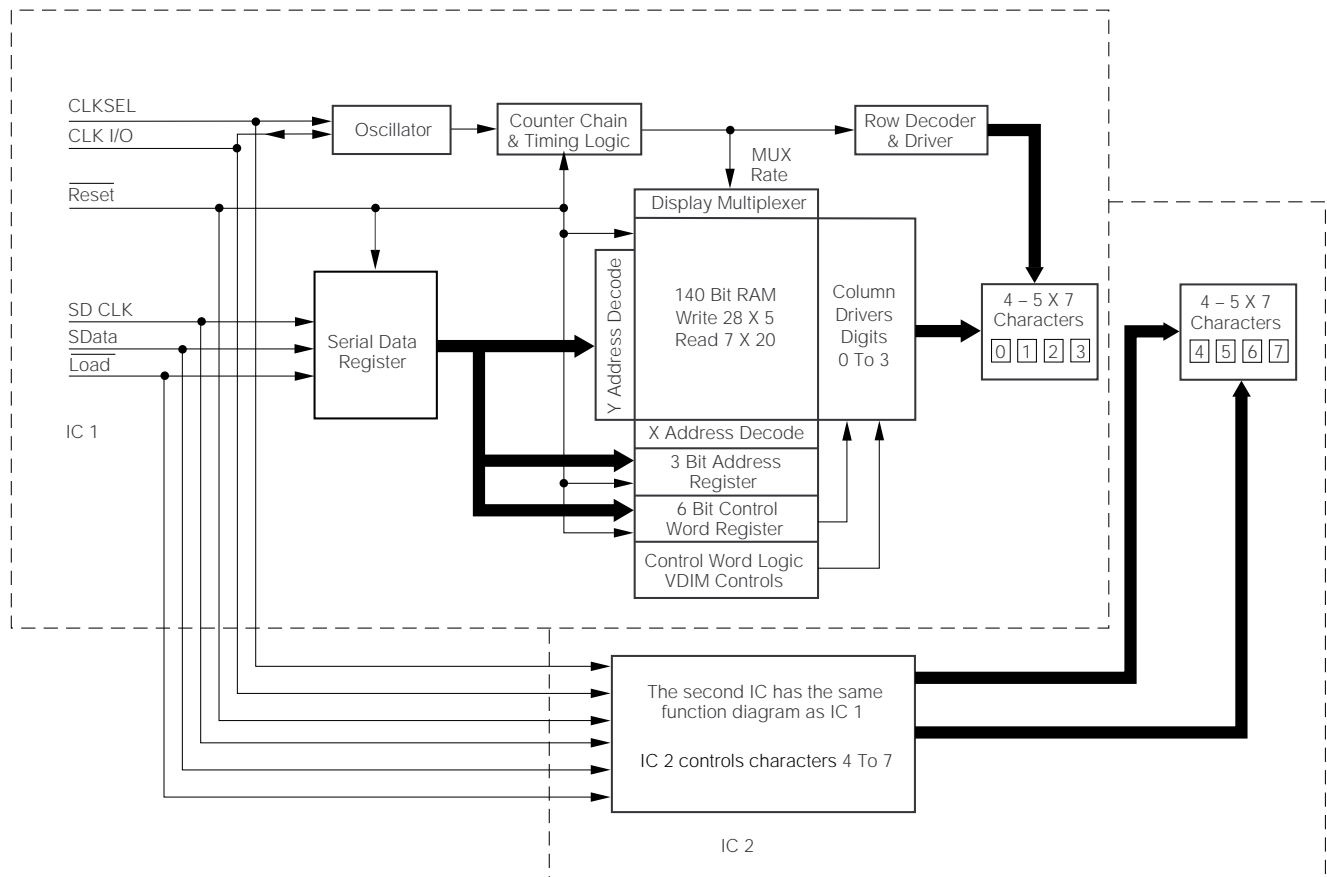 CLKSEL
CLK I/O
Reset
SD CLK
SData
Load
IC 1
Oscillator
Counter Chain
& Timing Logic
Row Decoder
& Driver
MUX
Rate
Display Multiplexer
Serial Data
Register
Y Address Decode
140 Bit RAM
Write 28 X 5
Read 7 X 20
Column
Drivers
Digits
0 To 3
4 – 5 X 7
Characters
0 1 2 3
4 – 5 X 7
Characters
4 5 6 7
X Address Decode
3 Bit Address
Register
6 Bit Control
Word Register
Control Word Logic
VDIM Controls
The second IC has the same
function diagram as IC 1
IC 2 controls characters 4 To 7
IC 2